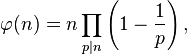 φ(n) = n ∏_{p|n} (1 − 1/p),